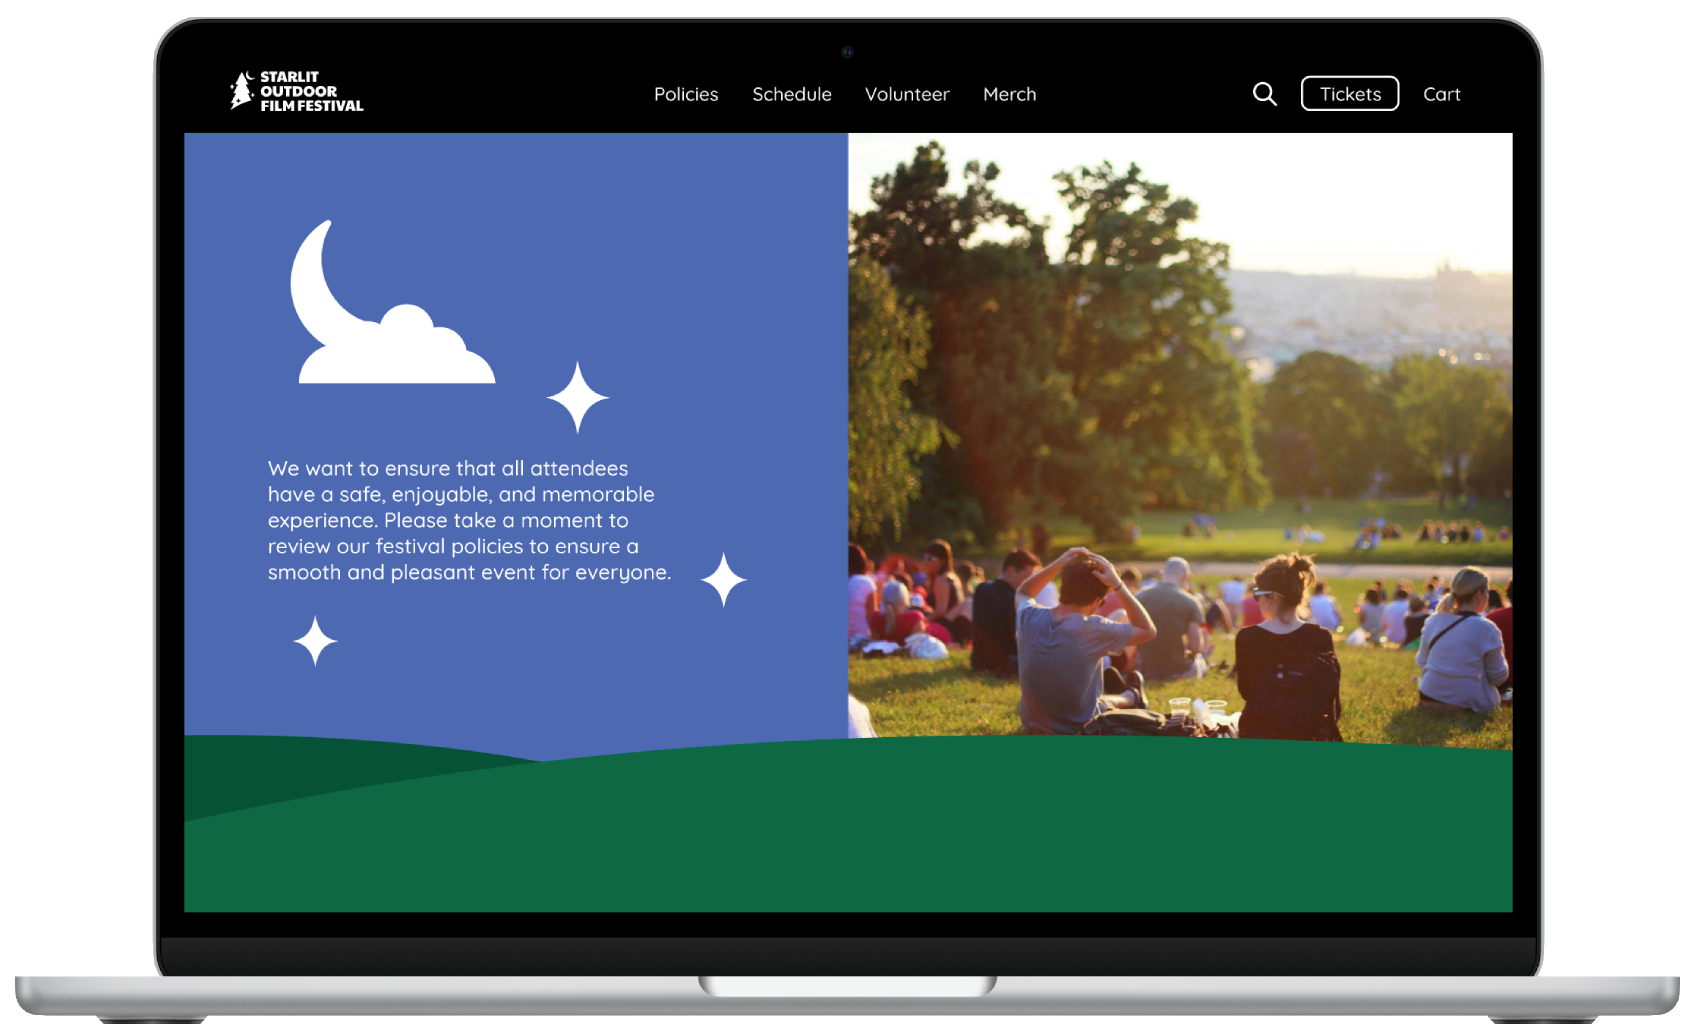 STARLIT
OUTDOOR
FILM FESTIVAL
Policies Schedule Volunteer Merch
Tickets Cart
We want to ensure that all attendees
have a safe, enjoyable, and memorable
experience. Please take a moment to
review our festival policies to ensure a
smooth and pleasant event for everyone.